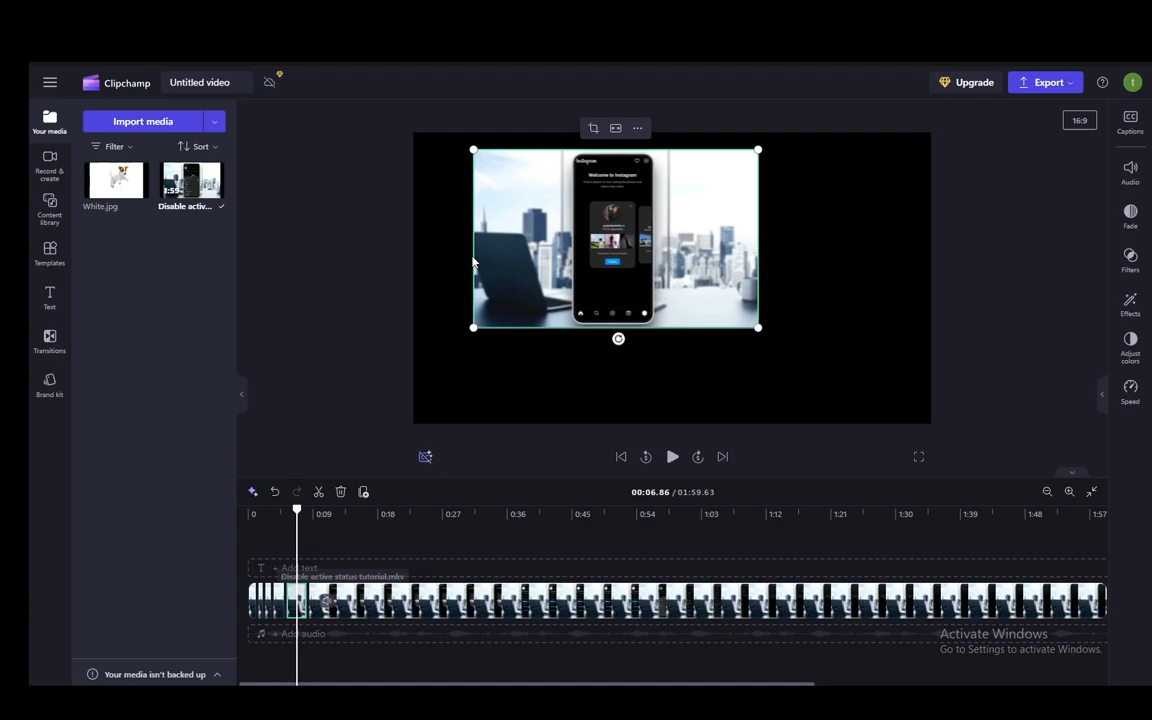 Clipchamp
Untitled video
Upgrade
Export
t
Your media
Record & create
Content library
Templates
Text
Transitions
Brand kit
Import media
Filter
Sort
1:59
White.jpg
Disable activ...
16:9
Instagram
Welcome to Instagram
Follow
Captions
Audio
Fade
Filters
Effects
Adjust colors
Speed
00:06.86 / 01:59.63
0
0:09
0:18
0:27
0:36
0:45
0:54
1:03
1:12
1:21
1:30
1:39
1:48
1:57
T + Add text
Disable active status tutorial.mkv
+ Add audio
Activate Windows
Go to Settings to activate Windows.
Your media isn't backed up